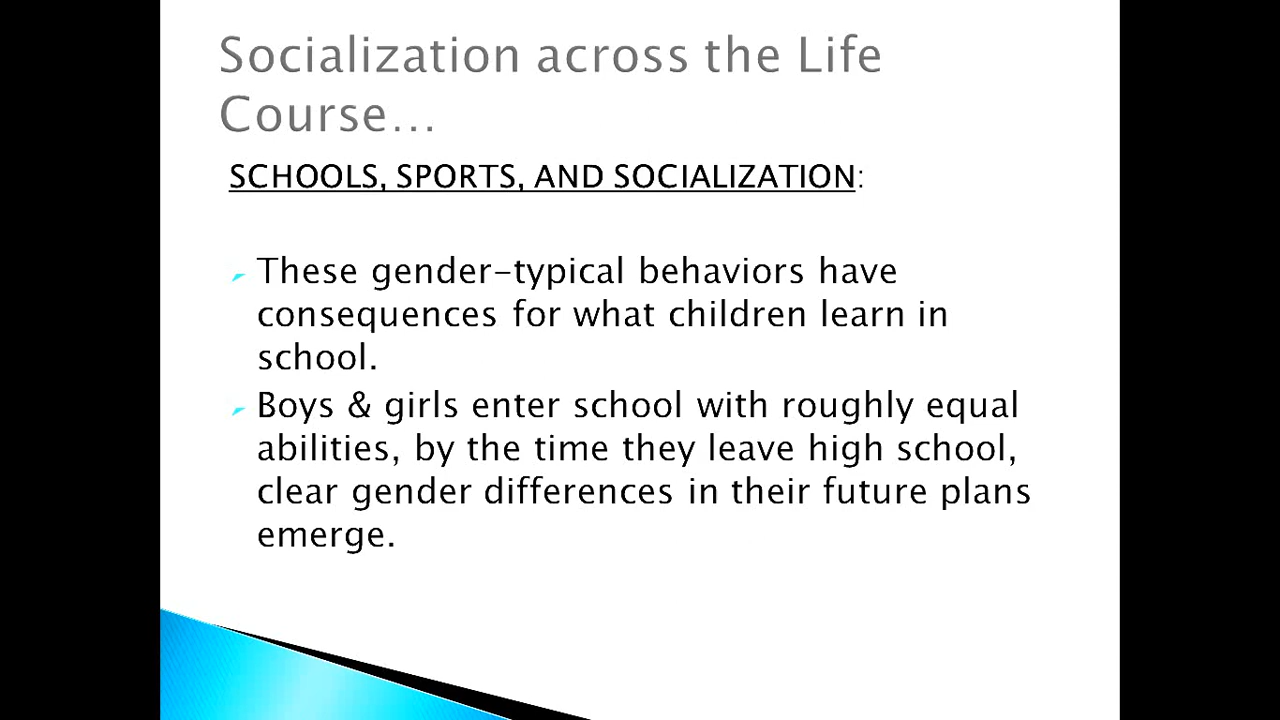 Socialization across the Life
Course...
SCHOOLS, SPORTS, AND SOCIALIZATION:
These gender-typical behaviors have
consequences for what children learn in
school.
Boys & girls enter school with roughly equal
abilities, by the time they leave high school,
clear gender differences in their future plans
emerge.